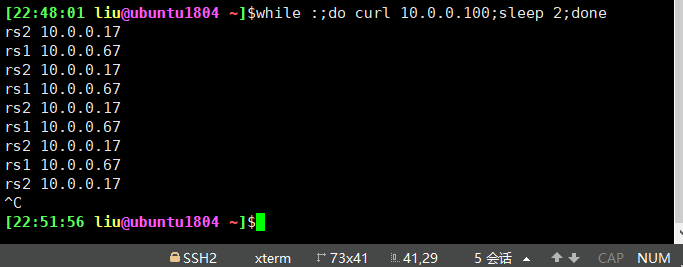 [22:48:01 liu@ubuntu1804 ~]$while :;do curl 10.0.0.100;sleep 2;done
rs2 10.0.0.17
rs1 10.0.0.67
rs2 10.0.0.17
rs1 10.0.0.67
rs2 10.0.0.17
rs1 10.0.0.67
rs2 10.0.0.17
rs1 10.0.0.67
rs2 10.0.0.17
^C
[22:51:56 liu@ubuntu1804 ~]$
SSH2 xterm 73x41 41,29 5 会话 CAP NUM